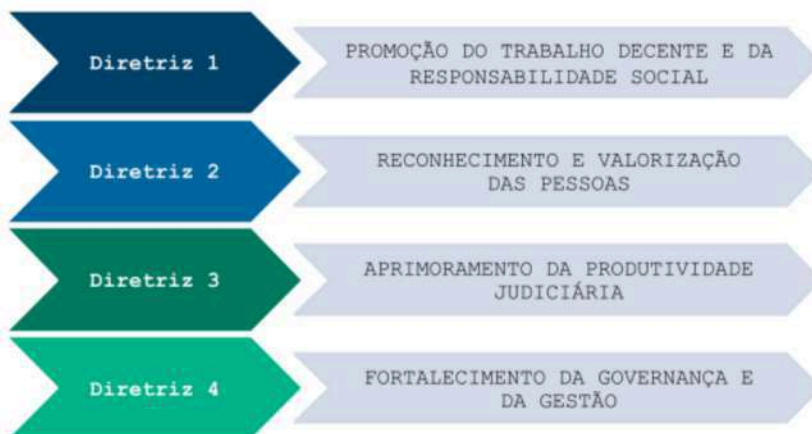 Diretriz 1
PROMOÇÃO DO TRABALHO DECENTE E DA
RESPONSABILIDADE SOCIAL
Diretriz 2
RECONHECIMENTO E VALORIZAÇÃO
DAS PESSOAS
Diretriz 3
APRIMORAMENTO DA PRODUTIVIDADE
JUDICIÁRIA
Diretriz 4
FORTALECIMENTO DA GOVERNANÇA E
DA GESTÃO